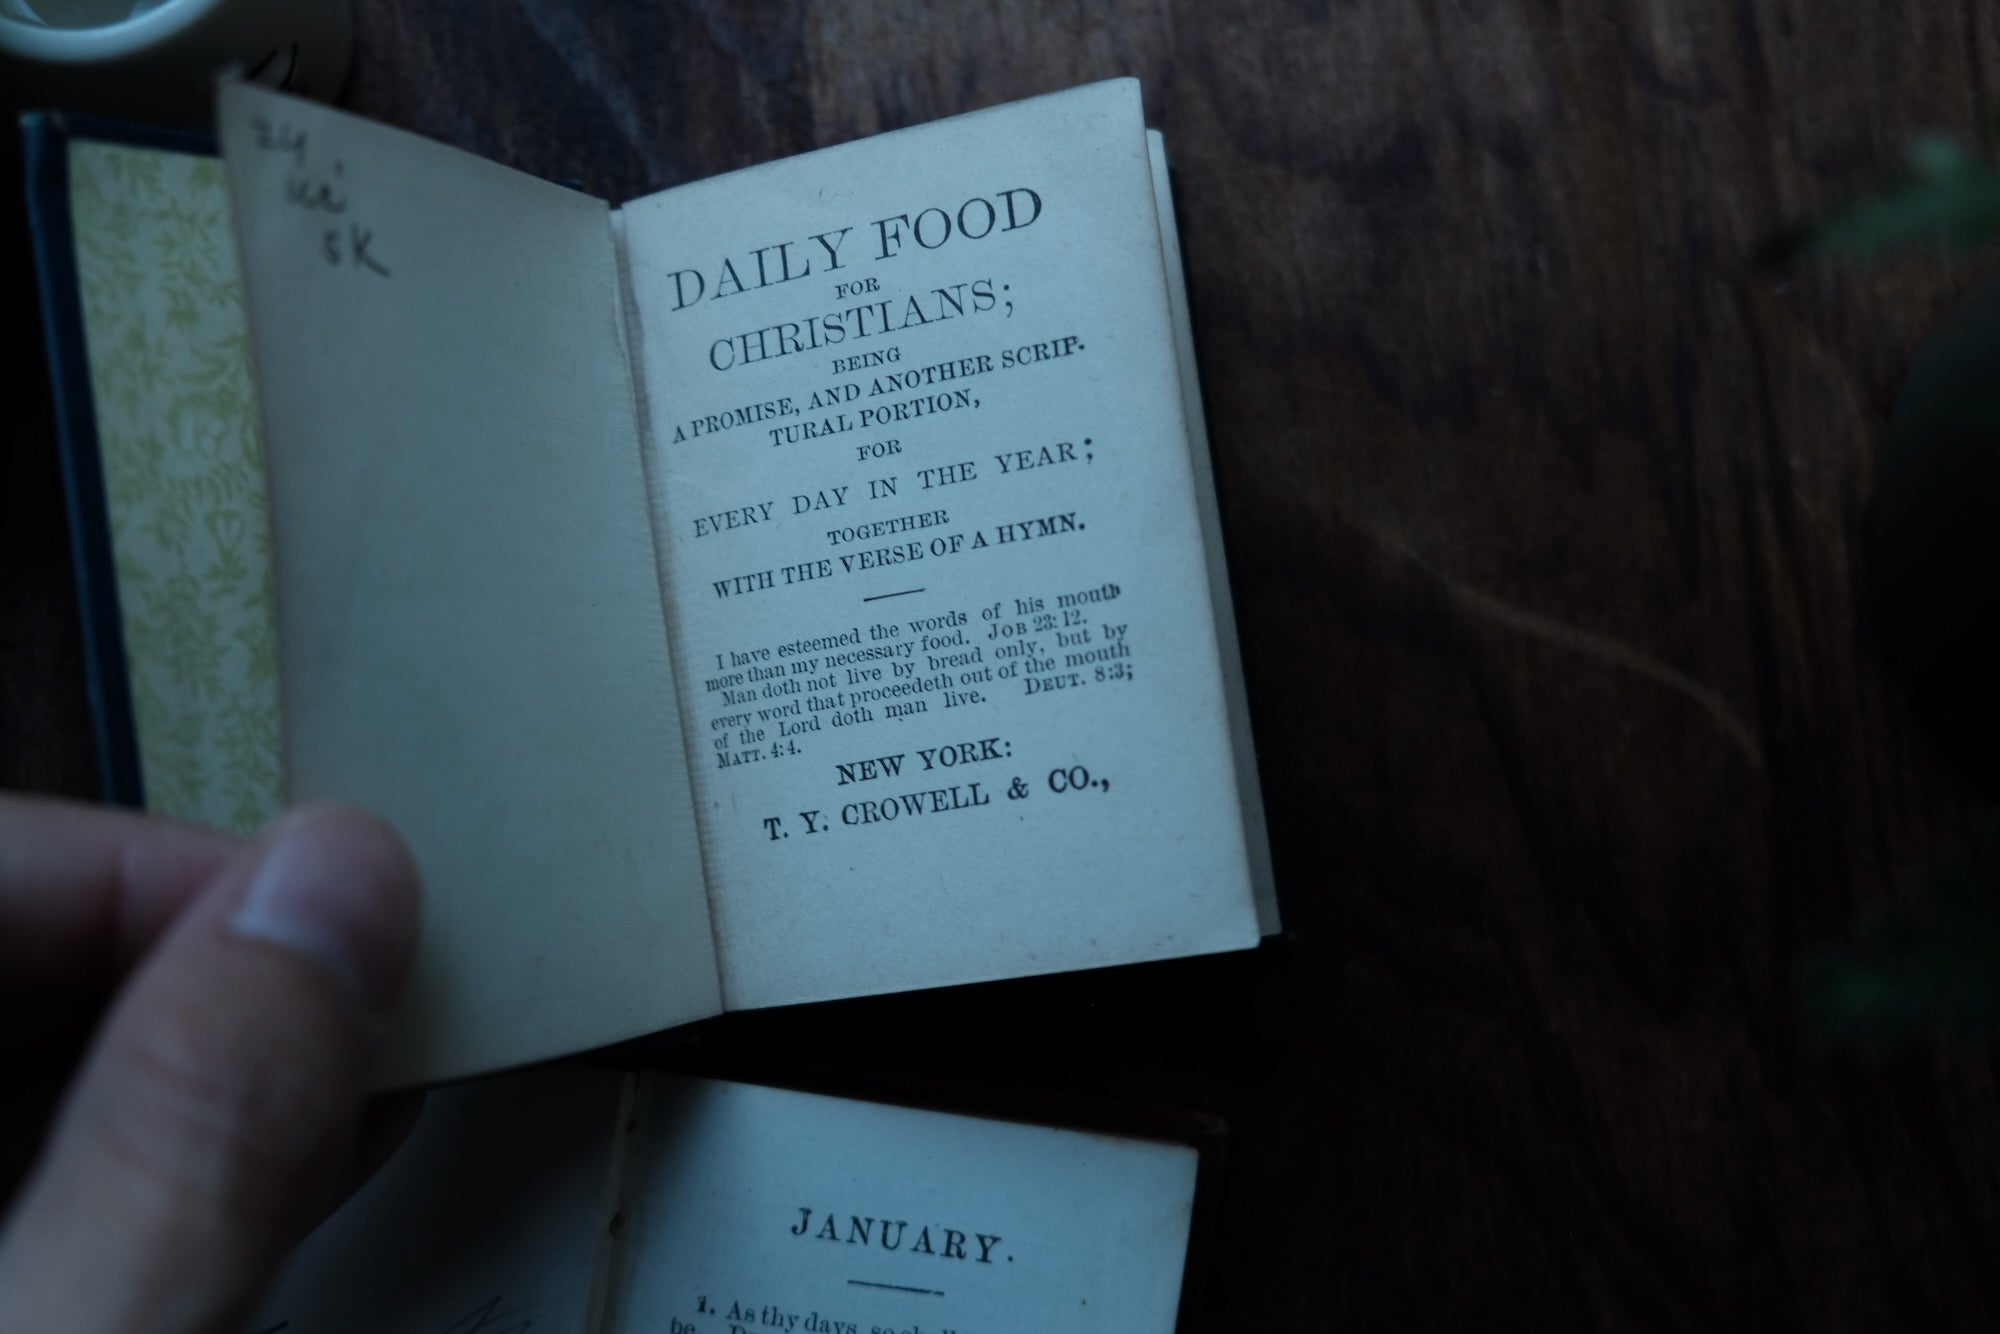 sk
DAILY FOOD
FOR
CHRISTIANS;
BEING
A PROMISE, AND ANOTHER SCRIP-
TURAL PORTION,
FOR
EVERY DAY IN THE YEAR;
TOGETHER
WITH THE VERSE OF A HYMN.
I have esteemed the words of his mouth
more than my necessary food. JOB 23:12.
Man doth not live by bread only, but by
every word that proceedeth out of the mouth
of the Lord doth man live. DEUT. 8:3;
MATT. 4:4.
NEW YORK:
T. Y. CROWELL & CO.,
JANUARY.
1. As thy days
be.